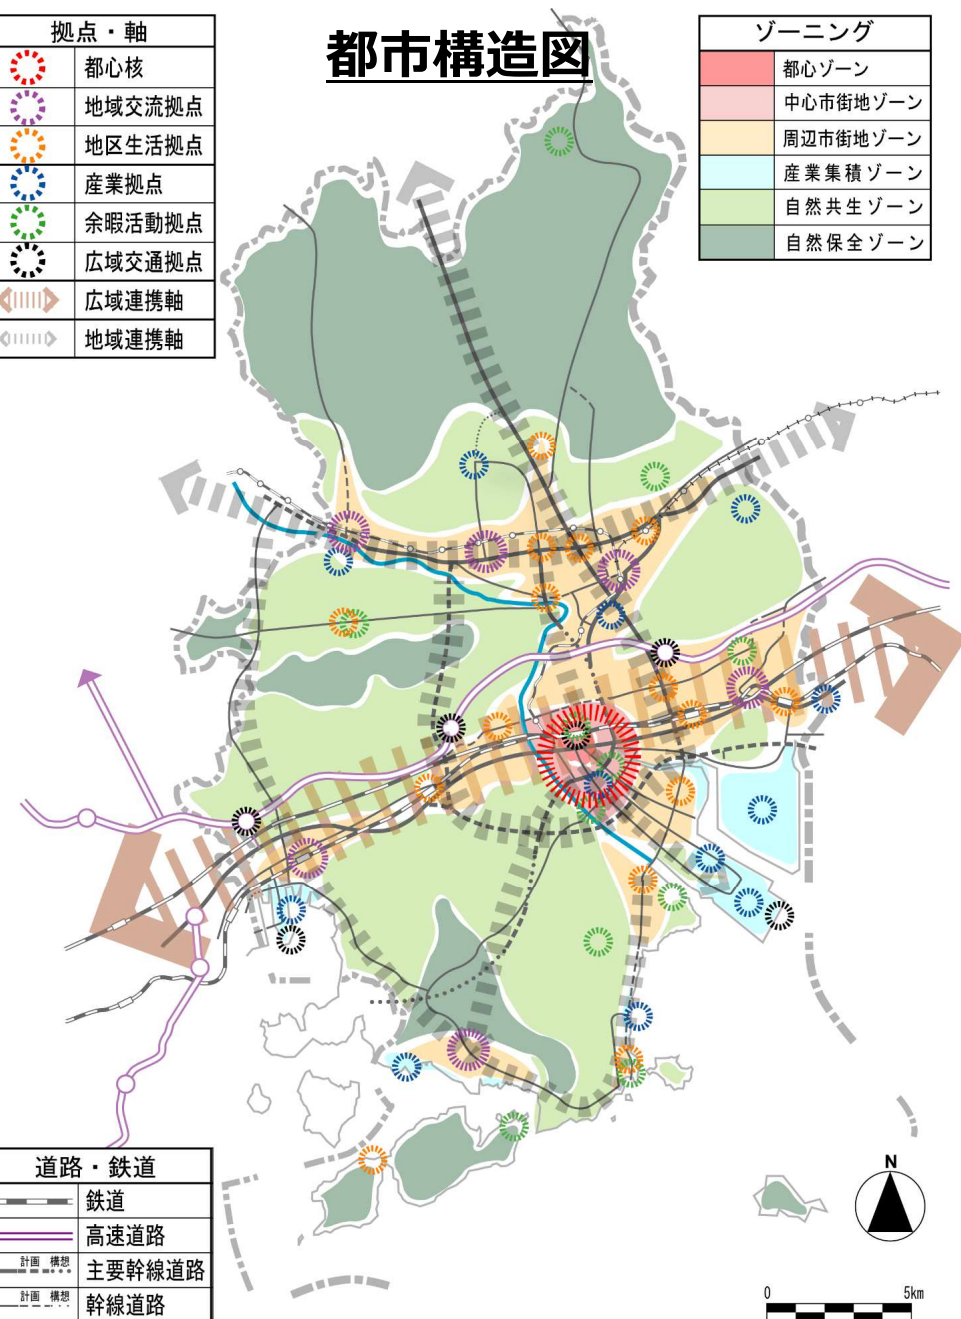 都市構造図
拠点・軸
都心核
地域交流拠点
地区生活拠点
産業拠点
余暇活動拠点
広域交通拠点
広域連携軸
地域連携軸
ゾーニング
都心ゾーン
中心市街地ゾーン
周辺市街地ゾーン
産業集積ゾーン
自然共生ゾーン
自然保全ゾーン
道路・鉄道
鉄道
高速道路
計画 構想
主要幹線道路
計画 構想
幹線道路
N
0 5km